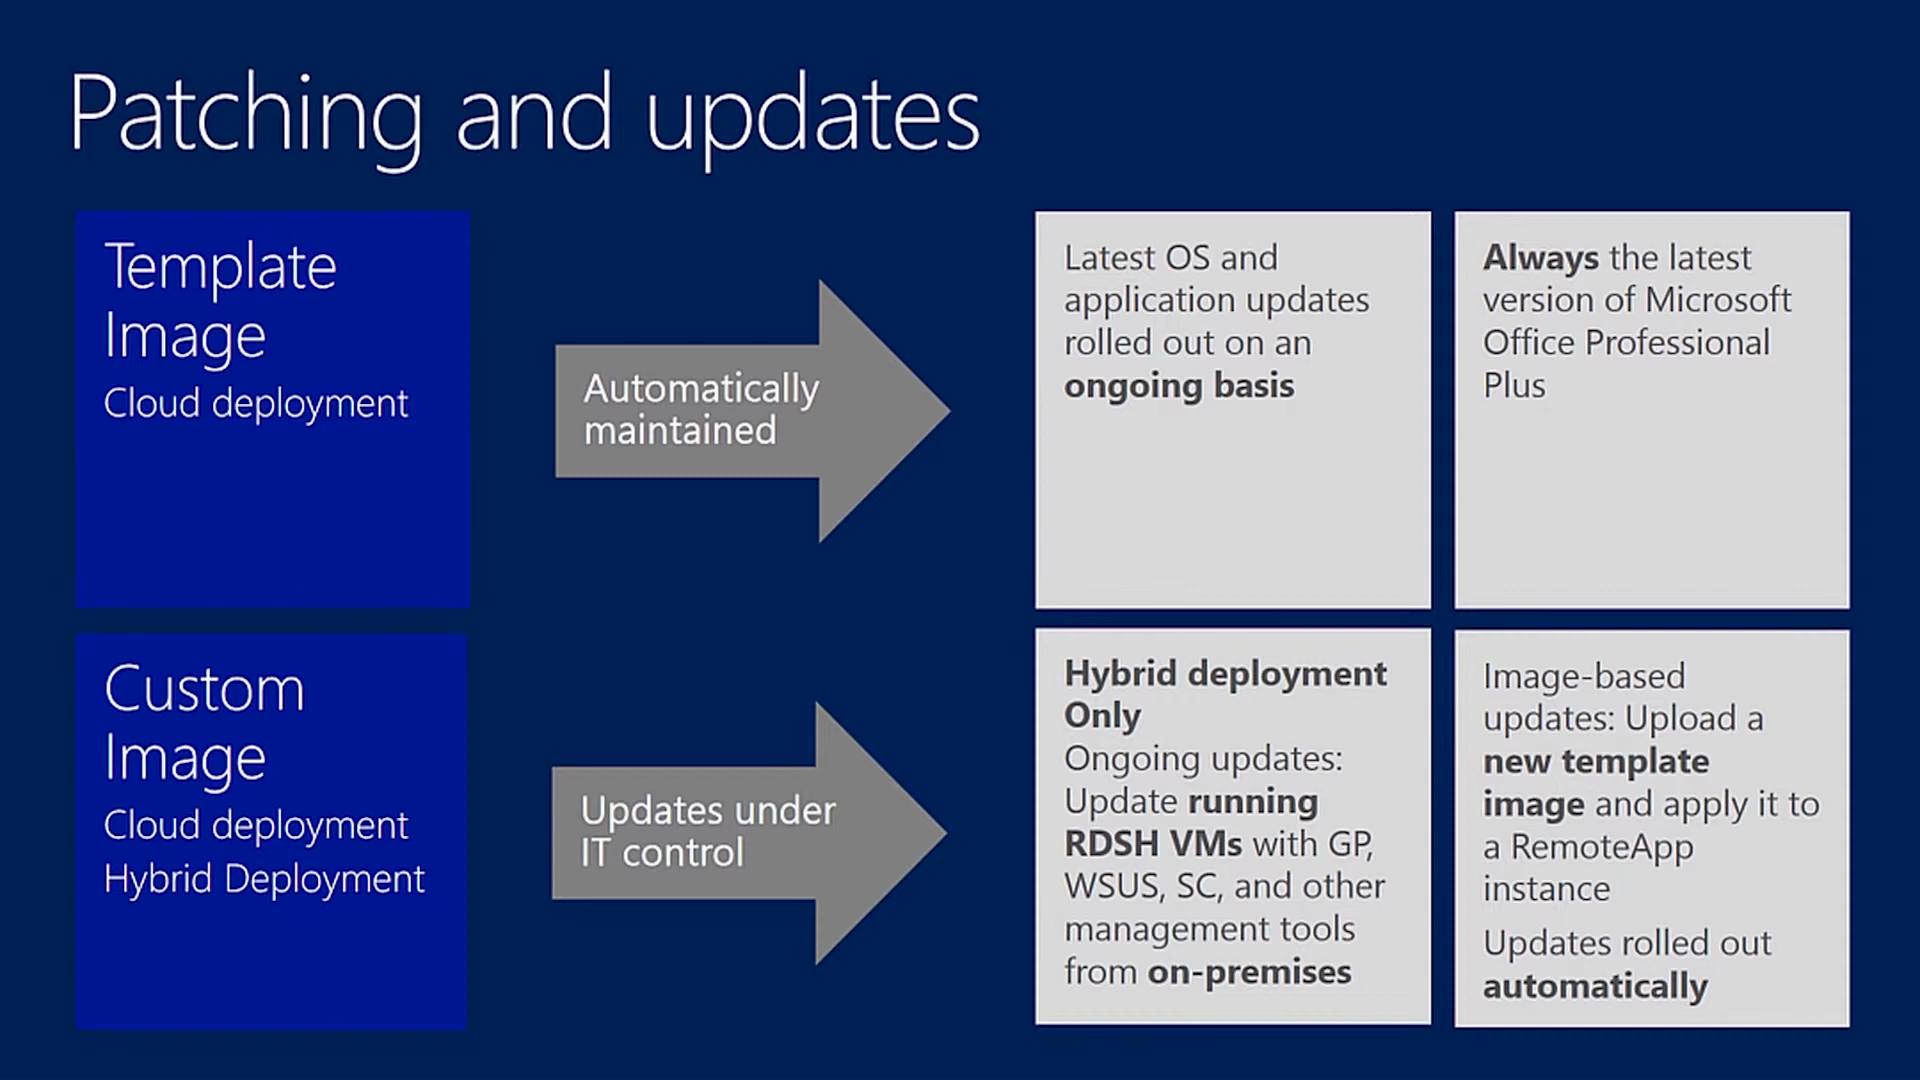 Patching and updates
Template
Image
Cloud deployment
Automatically
maintained
Latest OS and
application updates
rolled out on an
ongoing basis
Always the latest
version of Microsoft
Office Professional
Plus
Custom
Image
Cloud deployment
Hybrid Deployment
Updates under
IT control
Hybrid deployment
Only
Ongoing updates:
Update running
RDSH VMs with GP,
WSUS, SC, and other
management tools
from on-premises
Image-based
updates: Upload a
new template
image and apply it to
a RemoteApp
instance
Updates rolled out
automatically